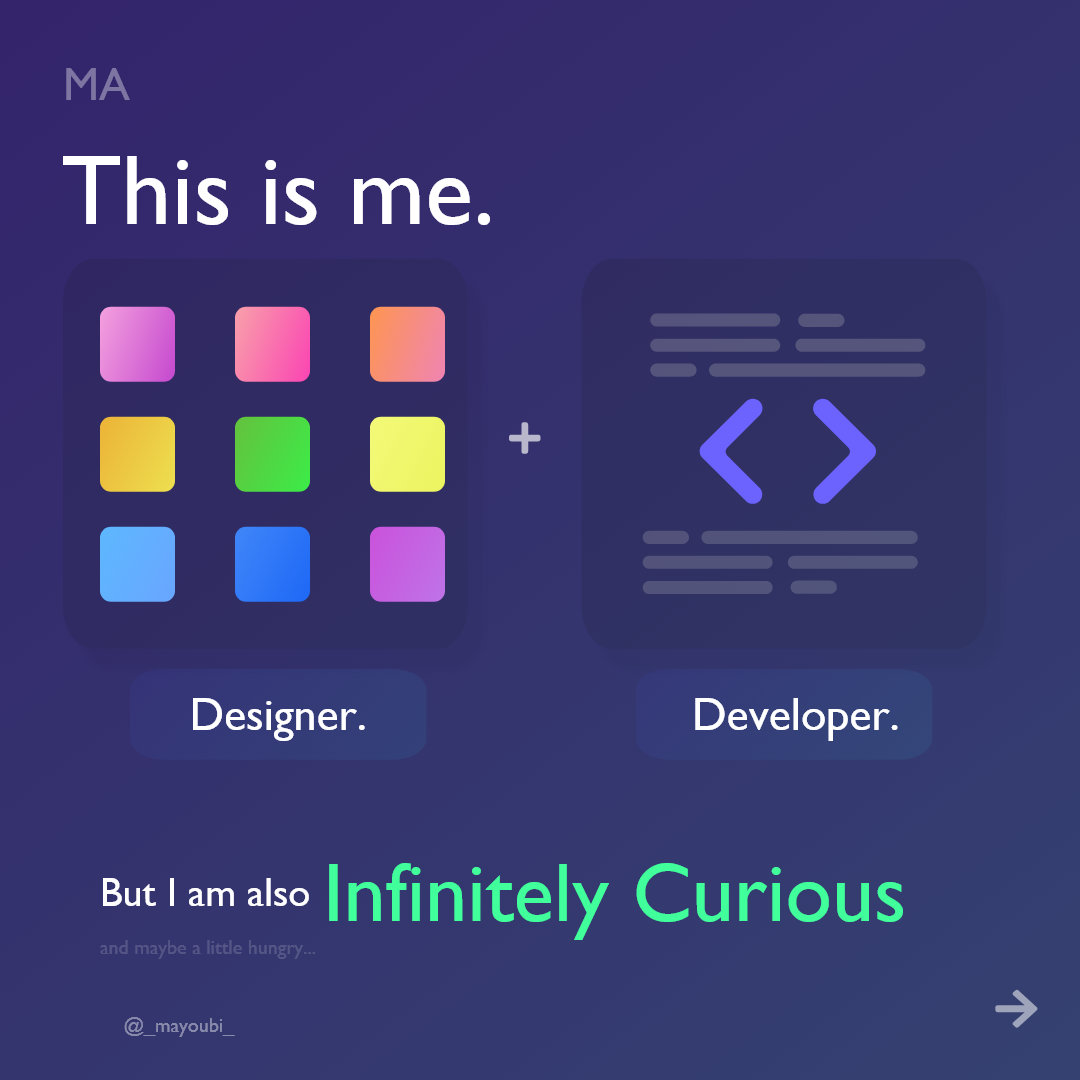 MA
This is me.
+
Designer.
Developer.
But I am also Infinitely Curious
and maybe a little hungry...
@_mayoubi_